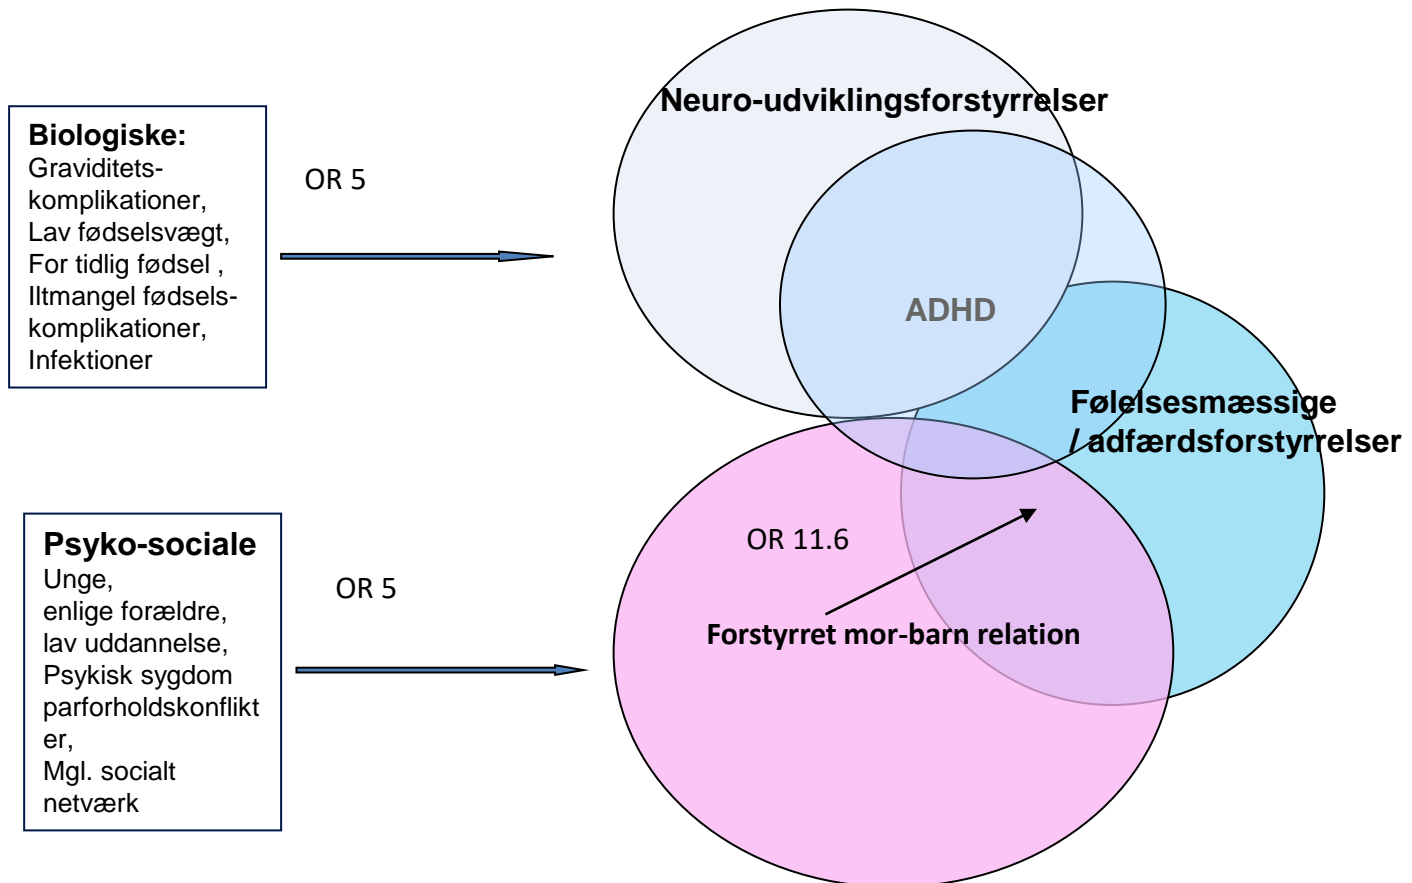 Biologiske:
Graviditets-
komplikationer,
Lav fødselsvægt,
For tidlig fødsel ,
Iltmangel fødsels-
komplikationer,
Infektioner
OR 5
Neuro-udviklingsforstyrrelser
ADHD
Følelsesmæssige
/ adfærdsforstyrrelser
Psyko-sociale
Unge,
enlige forældre,
lav uddannelse,
Psykisk sygdom
parforholdskonflikt
er,
Mgl. socialt
netværk
OR 5
OR 11.6
Forstyrret mor-barn relation